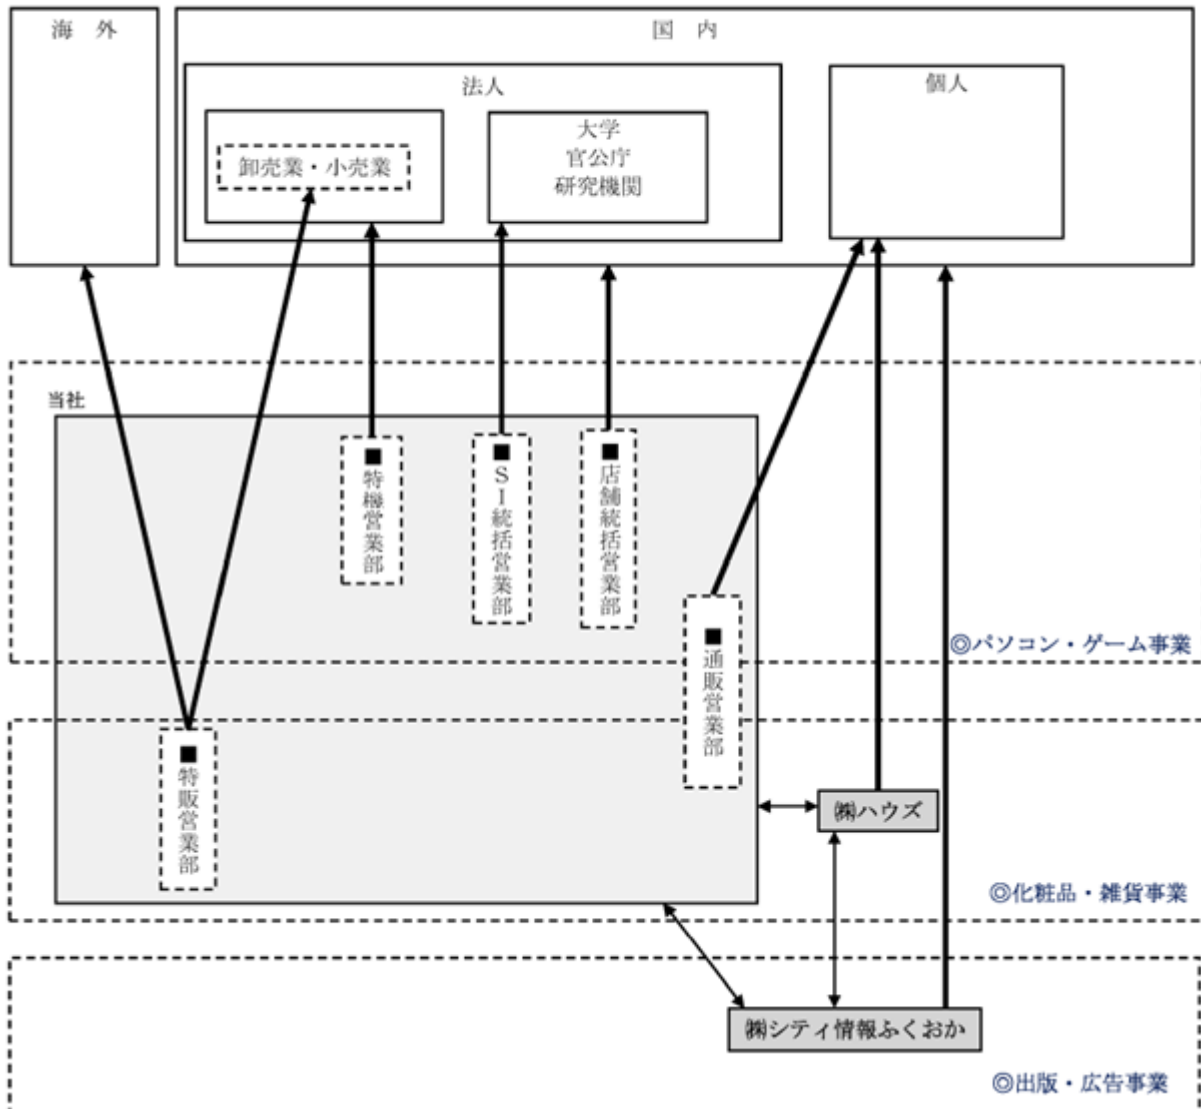 海　外
国　内
法人
個人
卸売業・小売業
大学
官公庁
研究機関
当社
■特機営業部
■ＳＩ統括営業部
■店舗統括営業部
■通販営業部
◎パソコン・ゲーム事業
■特販営業部
㈱ハウズ
◎化粧品・雑貨事業
㈱シティ情報ふくおか
◎出版・広告事業